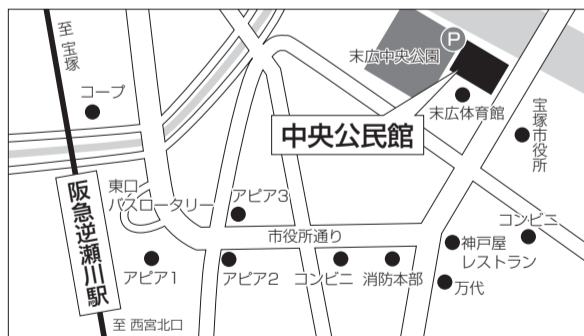 至 宝塚
コープ
末広中央公園
P
中央公民館
末広体育館
宝塚市役所
阪急逆瀬川駅
東口
バスロータリー
アピア3
市役所通り
コンビニ
神戸屋
レストラン
アピア1
アピア2
コンビニ
消防本部
万代
至 西宮北口